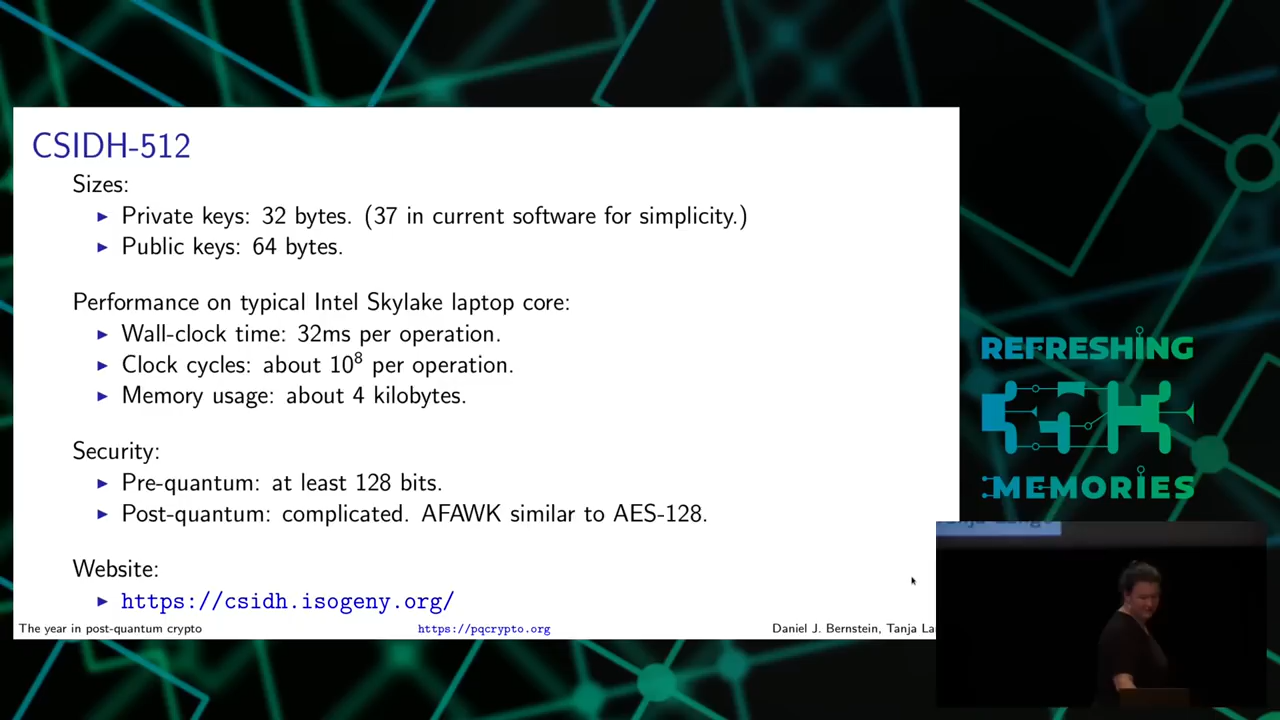 CSIDH-512
Sizes:
Private keys: 32 bytes. (37 in current software for simplicity.)
Public keys: 64 bytes.
Performance on typical Intel Skylake laptop core:
Wall-clock time: 32ms per operation.
Clock cycles: about 10⁸ per operation.
Memory usage: about 4 kilobytes.
Security:
Pre-quantum: at least 128 bits.
Post-quantum: complicated. AFAWK similar to AES-128.
Website:
https://csidh.isogeny.org/
The year in post-quantum crypto
https://pqcrypto.org
Daniel J. Bernstein, Tanja La
REFRESHING
MEMORIES